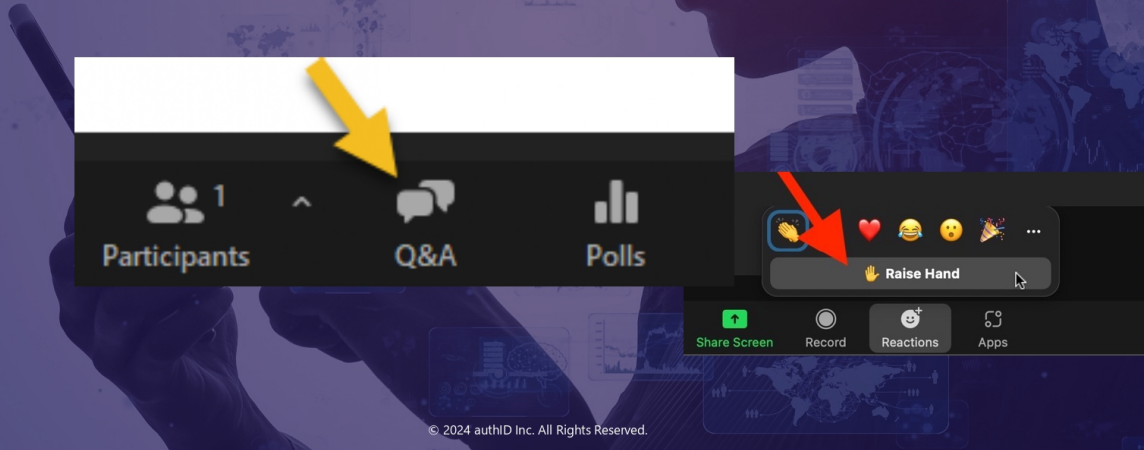 1
Participants
Q&A
Polls
Raise Hand
Share Screen
Record
Reactions
Apps
© 2024 authID Inc. All Rights Reserved.